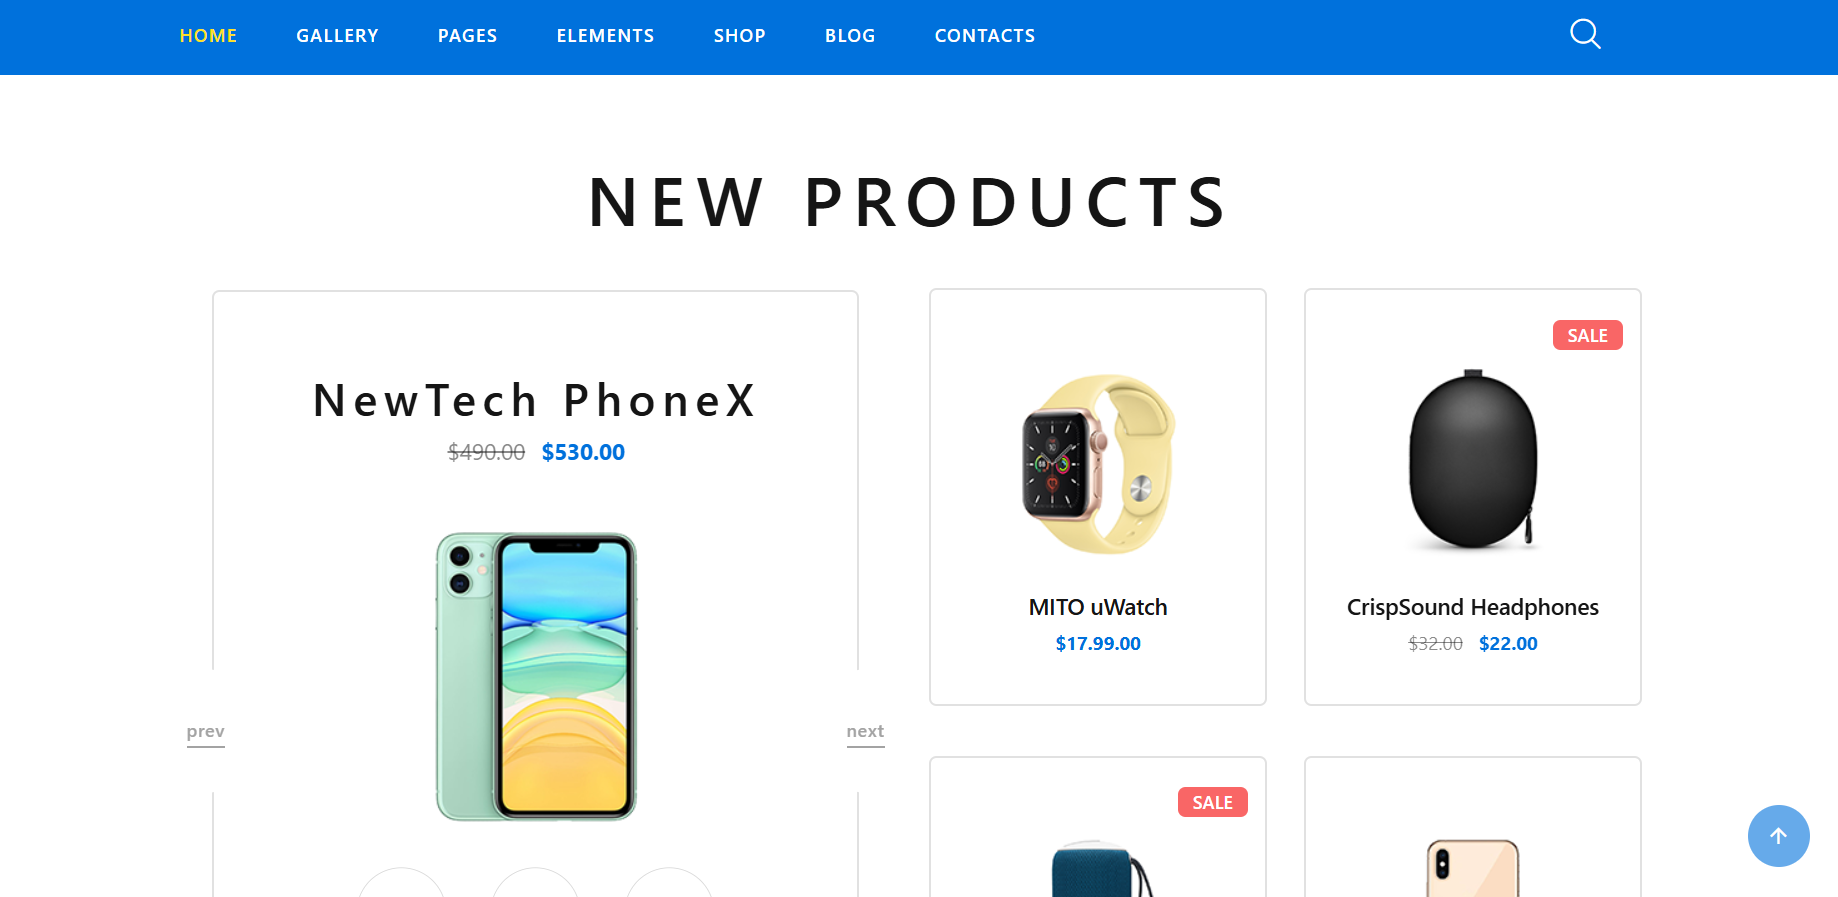 HOME GALLERY PAGES ELEMENTS SHOP BLOG CONTACTS
NEW PRODUCTS
NewTech PhoneX
$490.00 $530.00
prev
next
MITO uWatch
$17.99.00
SALE
CrispSound Headphones
$32.00 $22.00
SALE